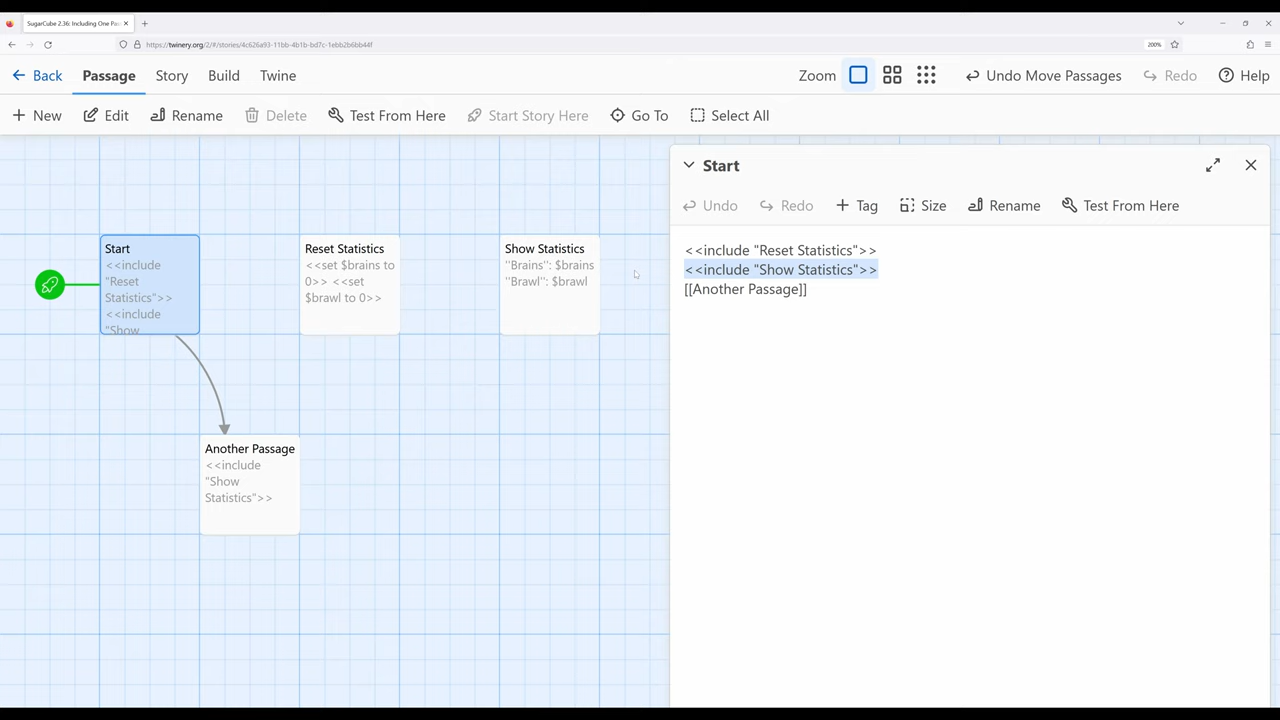 SugarCube 2.36: Including One Pa
https://twinery.org/2/#/stories/4c626a93-11bb-4b1b-bd7c-1ebb2b6bb44f
200%
Back
Passage
Story
Build
Twine
Zoom
Undo Move Passages
Redo
Help
New
Edit
Rename
Delete
Test From Here
Start Story Here
Go To
Select All
Start
<<include
"Reset
Statistics">>
<<include
"Show
Reset Statistics
<<set $brains to
0>> <<set
$brawl to 0>>
Show Statistics
''Brains'': $brains
''Brawl'': $brawl
Another Passage
<<include
"Show
Statistics">>
Start
Undo
Redo
Tag
Size
Rename
Test From Here
<<include "Reset Statistics">>
<<include "Show Statistics">>
[[Another Passage]]